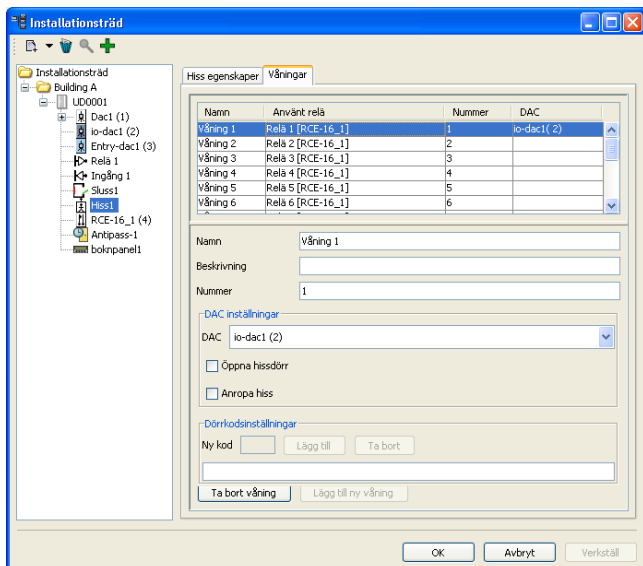 Installationsträd
Installationsträd
Building A
UD0001
Dac1 (1)
io-dac1 (2)
Entry-dac1 (3)
Relä 1
Ingång 1
Sluss1
Hiss1
RCE-16_1 (4)
Antipass-1
boknpanel1
Hiss egenskaper Våningar
Namn Använt relä Nummer DAC
Våning 1 Relä 1 [RCE-16_1] 1 io-dac1( 2)
Våning 2 Relä 2 [RCE-16_1] 2
Våning 3 Relä 3 [RCE-16_1] 3
Våning 4 Relä 4 [RCE-16_1] 4
Våning 5 Relä 5 [RCE-16_1] 5
Våning 6 Relä 6 [RCE-16_1] 6
Namn Våning 1
Beskrivning
Nummer 1
DAC inställningar
DAC io-dac1 (2)
Öppna hissdörr
Anropa hiss
Dörrkodsinställningar
Ny kod Lägg till Ta bort
Ta bort våning Lägg till ny våning
OK Avbryt Verkställ